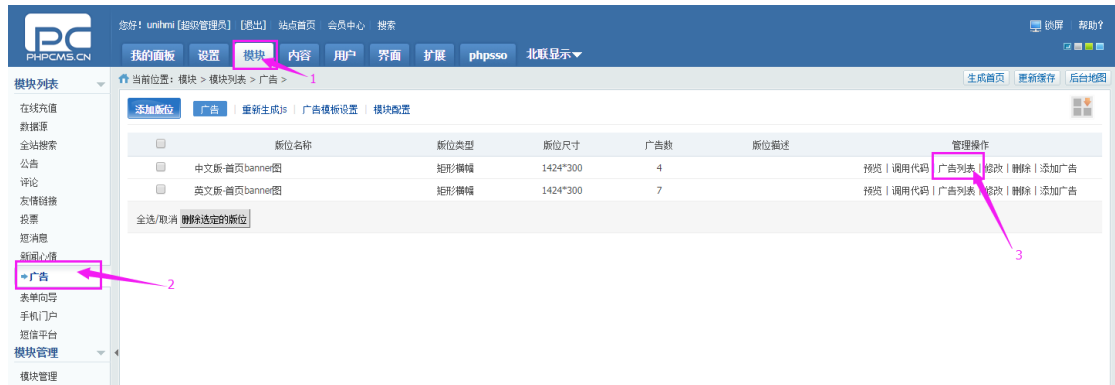 PC
PHPCMS.CN
您好! unihmi [超级管理员] [退出] 站点首页 会员中心 搜索
锁屏 帮助?
我的面板 设置 模块 内容 用户 界面 扩展 phpsso 北联显示
模块列表
当前位置: 模块 > 模块列表 > 广告 >
1
生成首页 更新缓存 后台地图
在线充值
数据源
全站搜索
公告
评论
友情链接
投票
短消息
新闻心情
广告
表单向导
手机门户
短信平台
模块管理
模块管理
添加版位 广告 | 重新生成js | 广告模板设置 | 模块配置
版位名称 版位类型 版位尺寸 广告数 版位描述 管理操作
中文版-首页banner图 矩形横幅 1424*300 4 预览 | 调用代码 | 广告列表 | 修改 | 删除 | 添加广告
英文版-首页banner图 矩形横幅 1424*300 7 预览 | 调用代码 | 广告列表 | 修改 | 删除 | 添加广告
全选/取消 删除选定的版位
3
2